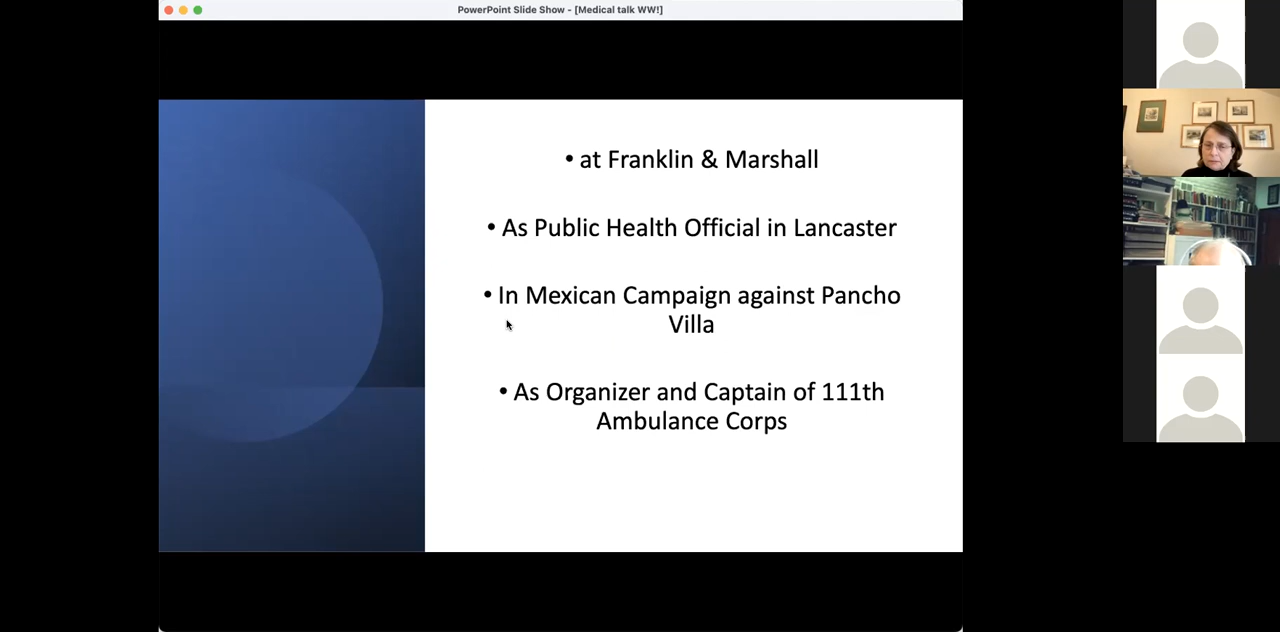 PowerPoint Slide Show - [Medical talk WW!]
• at Franklin & Marshall
• As Public Health Official in Lancaster
• In Mexican Campaign against Pancho
Villa
• As Organizer and Captain of 111th
Ambulance Corps